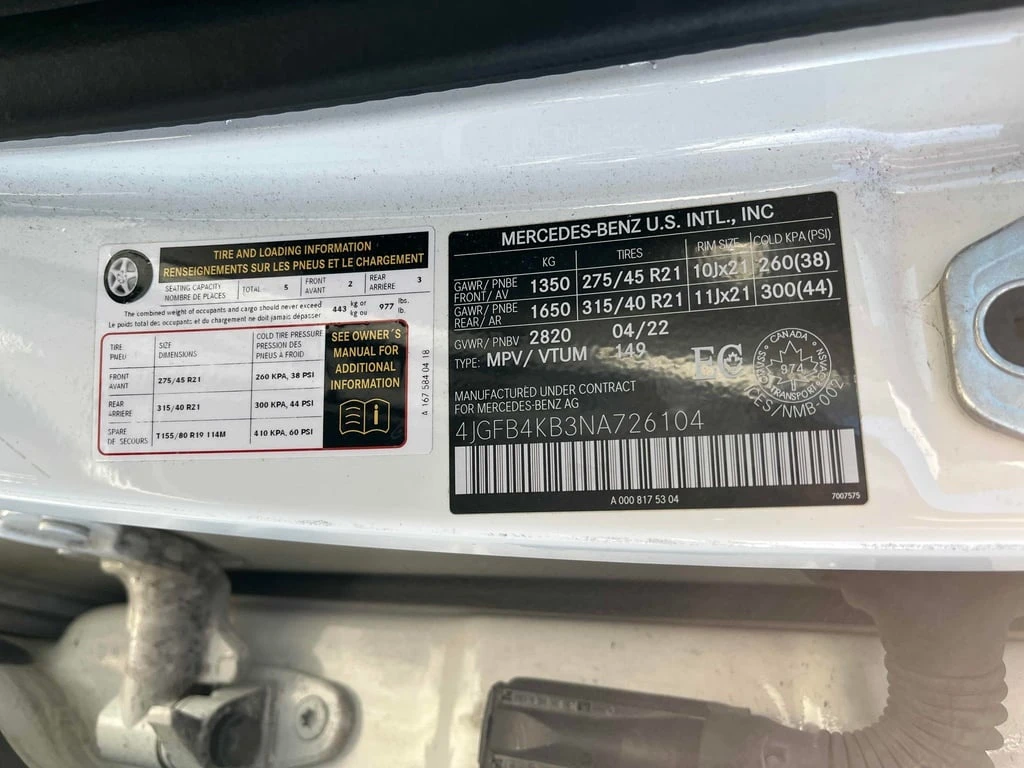 TIRE AND LOADING INFORMATION
RENSEIGNEMENTS SUR LES PNEUS ET LE CHARGEMENT
SEATING CAPACITY TOTAL 5 FRONT 2 REAR 3
NOMBRE DE PLACES AVANT ARRIÈRE
The combined weight of occupants and cargo should never exceed 443 kg or 977 lbs.
Le poids total des occupants et du chargement ne doit jamais dépasser kg ou lb.
TIRE SIZE COLD TIRE PRESSURE
PNEU DIMENSIONS PRESSION DES
PNEUS À FROID
FRONT 275/45 R21 260 KPA, 38 PSI
AVANT
REAR 315/40 R21 300 KPA, 44 PSI
ARRIÈRE
SPARE T155/80 R19 114M 410 KPA, 60 PSI
DE SECOURS
SEE OWNER'S
MANUAL FOR
ADDITIONAL
INFORMATION
A 167 584 04 18
MERCEDES-BENZ U.S. INTL., INC
KG TIRES RIM SIZE COLD KPA (PSI)
GAWR/ PNBE 1350 275/45 R21 10Jx21 260(38)
FRONT/ AV
GAWR/ PNBE 1650 315/40 R21 11Jx21 300(44)
REAR/ AR
GVWR/ PNBV 2820 04/22
TYPE: MPV/ VTUM 149
EC
CANADA
974
TRANSPORT
ICES/NMB-002
MANUFACTURED UNDER CONTRACT
FOR MERCEDES-BENZ AG
4JGFB4KB3NA726104
A 000 817 53 04
7007575